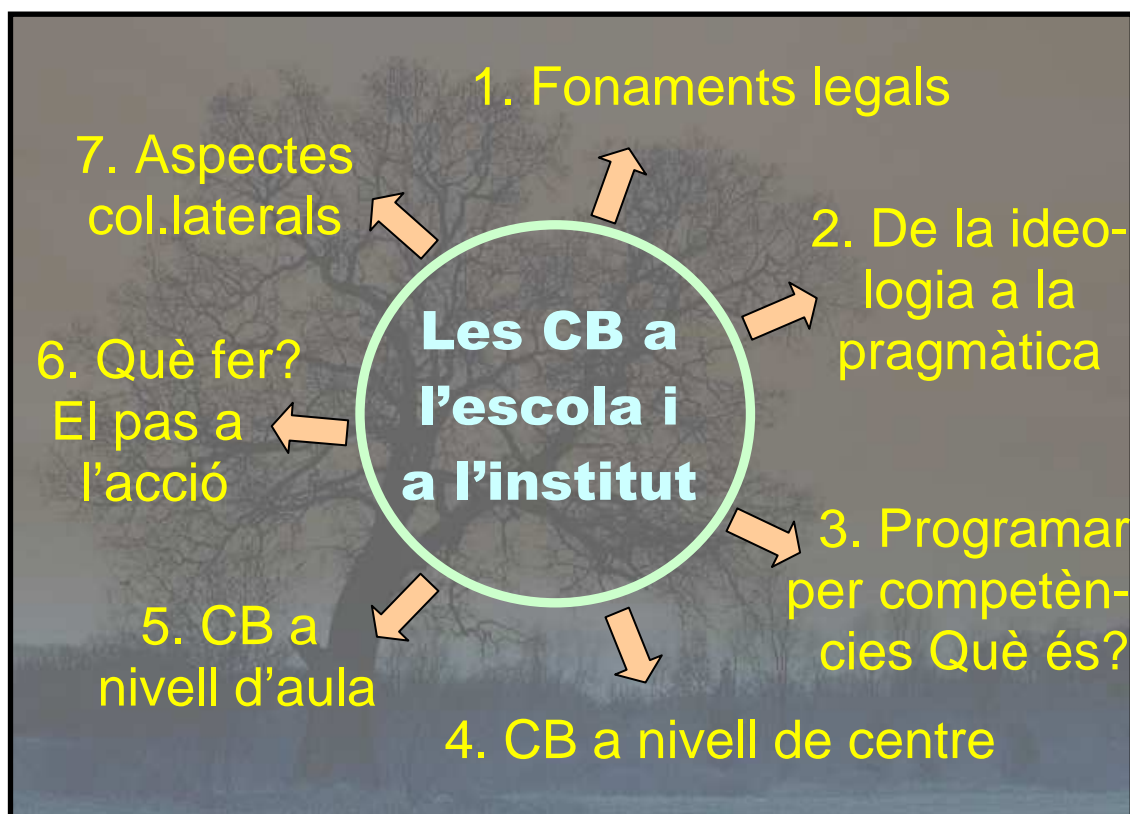 Les CB a
l’escola i
a l’institut
1. Fonaments legals
2. De la ideo-
logia a la
pragmàtica
3. Programar
per competèn-
cies Què és?
4. CB a nivell de centre
5. CB a
nivell d’aula
6. Què fer?
El pas a
l’acció
7. Aspectes
col.laterals